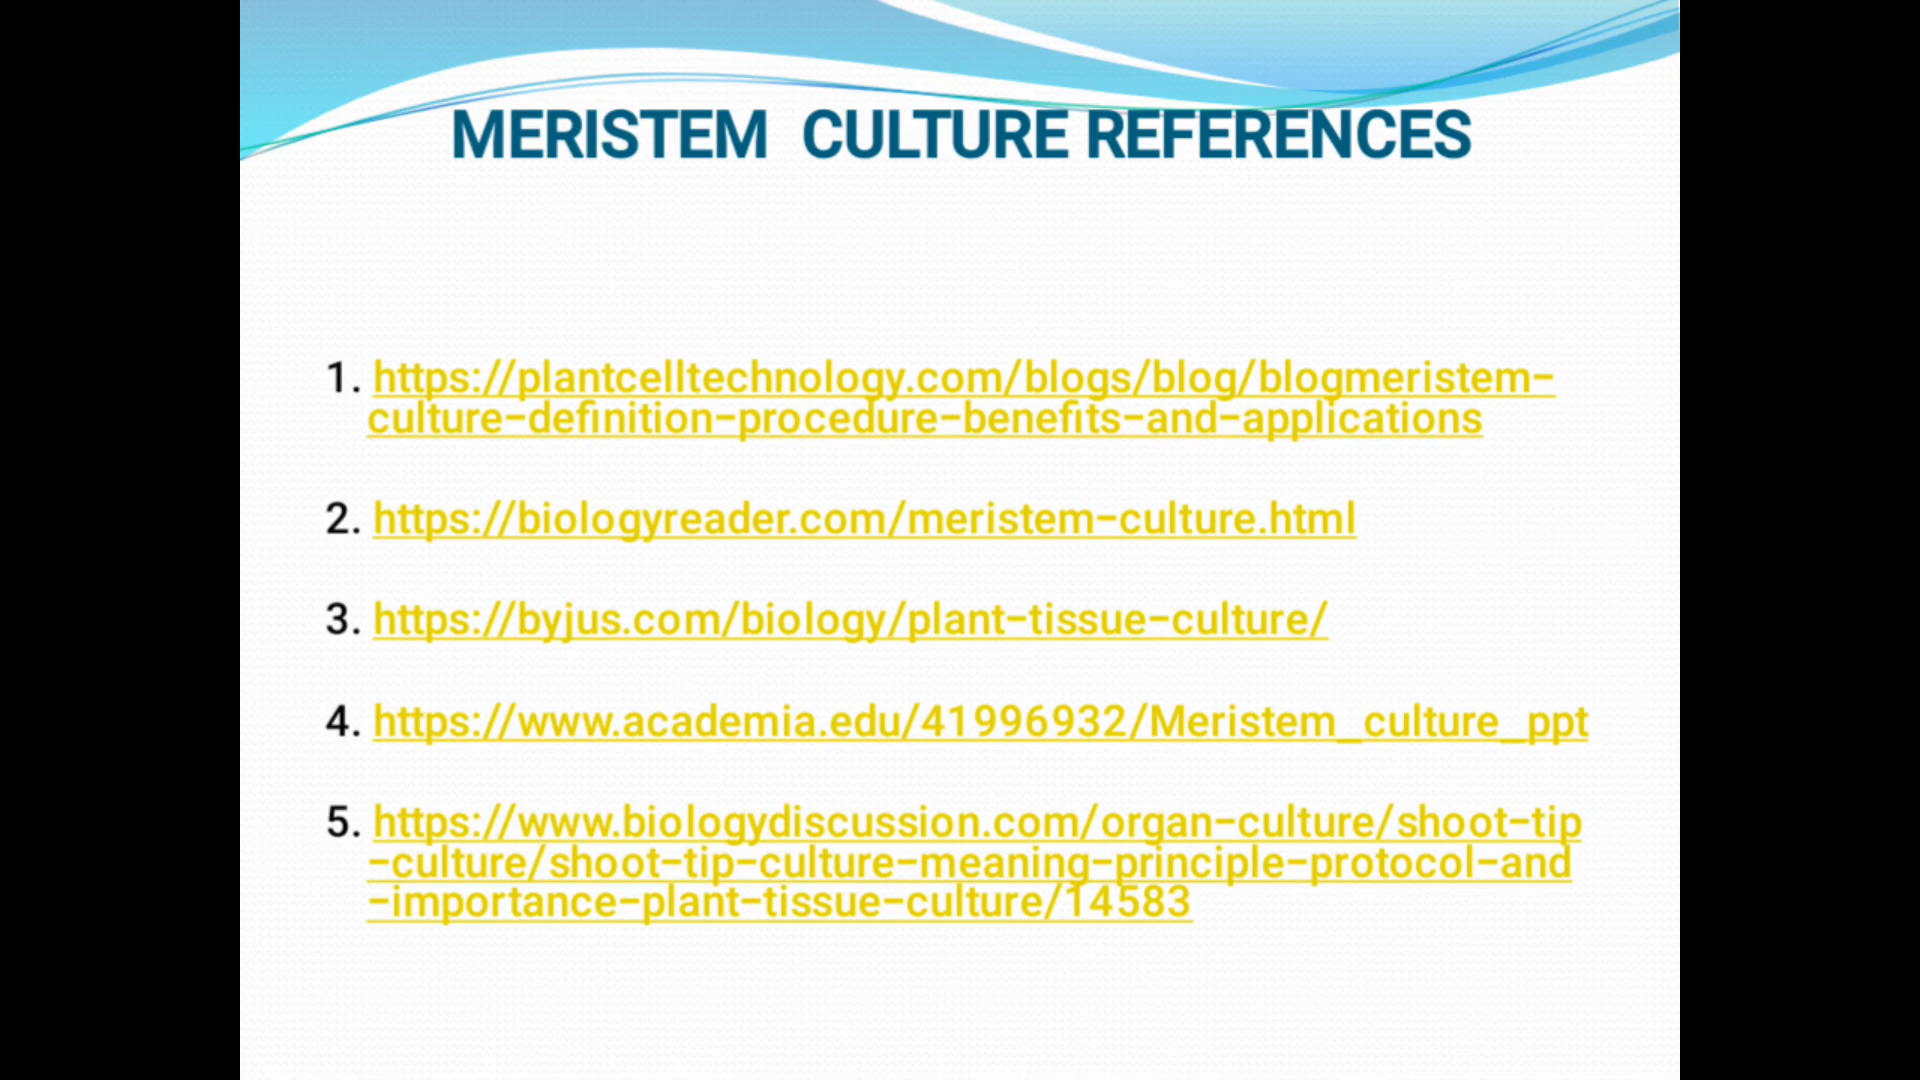 MERISTEM  CULTURE REFERENCES
1. https://plantcelltechnology.com/blogs/blog/blogmeristem-
culture-definition-procedure-benefits-and-applications
2. https://biologyreader.com/meristem-culture.html
3. https://byjus.com/biology/plant-tissue-culture/
4. https://www.academia.edu/41996932/Meristem_culture_ppt
5. https://www.biologydiscussion.com/organ-culture/shoot-tip
-culture/shoot-tip-culture-meaning-principle-protocol-and
-importance-plant-tissue-culture/14583